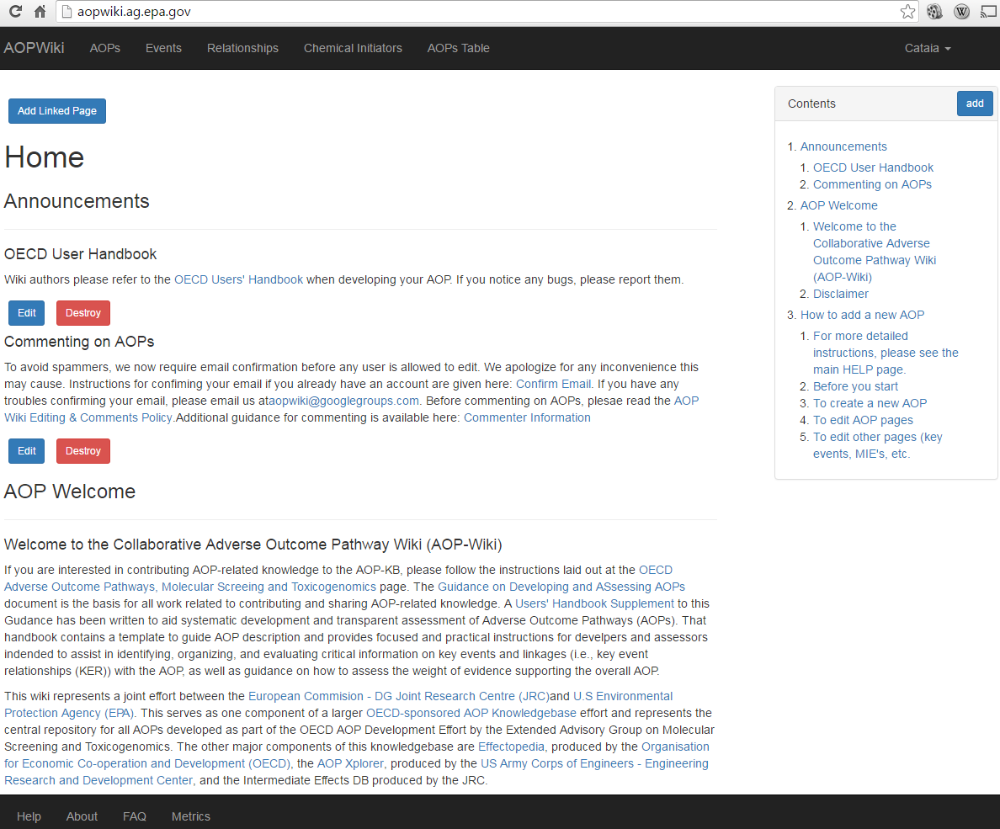 aopwiki.ag.epa.gov
W
AOPWiki AOPs Events Relationships Chemical Initiators AOPs Table Cataia
Add Linked Page
Home
Announcements
OECD User Handbook
Wiki authors please refer to the OECD Users' Handbook when developing your AOP. If you notice any bugs, please report them.
Edit Destroy
Commenting on AOPs
To avoid spammers, we now require email confirmation before any user is allowed to edit. We apologize for any inconvenience this
may cause. Instructions for confiming your email if you already have an account are given here: Confirm Email. If you have any
troubles confirming your email, please email us ataopwiki@googlegroups.com. Before commenting on AOPs, plesae read the AOP
Wiki Editing & Comments Policy.Additional guidance for commenting is available here: Commenter Information
Edit Destroy
AOP Welcome
Welcome to the Collaborative Adverse Outcome Pathway Wiki (AOP-Wiki)
If you are interested in contributing AOP-related knowledge to the AOP-KB, please follow the instructions laid out at the OECD
Adverse Outcome Pathways, Molecular Screeing and Toxicogenomics page. The Guidance on Developing and ASsessing AOPs
document is the basis for all work related to contributing and sharing AOP-related knowledge. A Users' Handbook Supplement to this
Gudance has been written to aid systematic development and transparent assessment of Adverse Outcome Pathways (AOPs). That
handbook contains a template to guide AOP description and provides focused and practical instructions for develpers and assessors
indended to assist in identifying, organizing, and evaluating critical information on key events and linkages (i.e., key event
relationships (KER)) with the AOP, as well as guidance on how to assess the weight of evidence supporting the overall AOP.
This wiki represents a joint effort between the European Commision - DG Joint Research Centre (JRC)and U.S Environmental
Protection Agency (EPA). This serves as one component of a larger OECD-sponsored AOP Knowledgebase effort and represents the
central repository for all AOPs developed as part of the OECD AOP Development Effort by the Extended Advisory Group on Molecular
Screening and Toxicogenomics. The other major components of this knowledgebase are Effectopedia, produced by the Organisation
for Economic Co-operation and Development (OECD), the AOP Xplorer, produced by the US Army Corps of Engineers - Engineering
Research and Development Center, and the Intermediate Effects DB produced by the JRC.
Contents add
1. Announcements
1. OECD User Handbook
2. Commenting on AOPs
2. AOP Welcome
1. Welcome to the
Collaborative Adverse
Outcome Pathway Wiki
(AOP-Wiki)
2. Disclaimer
3. How to add a new AOP
1. For more detailed
instructions, please see the
main HELP page.
2. Before you start
3. To create a new AOP
4. To edit AOP pages
5. To edit other pages (key
events, MIE's, etc.
Help About FAQ Metrics